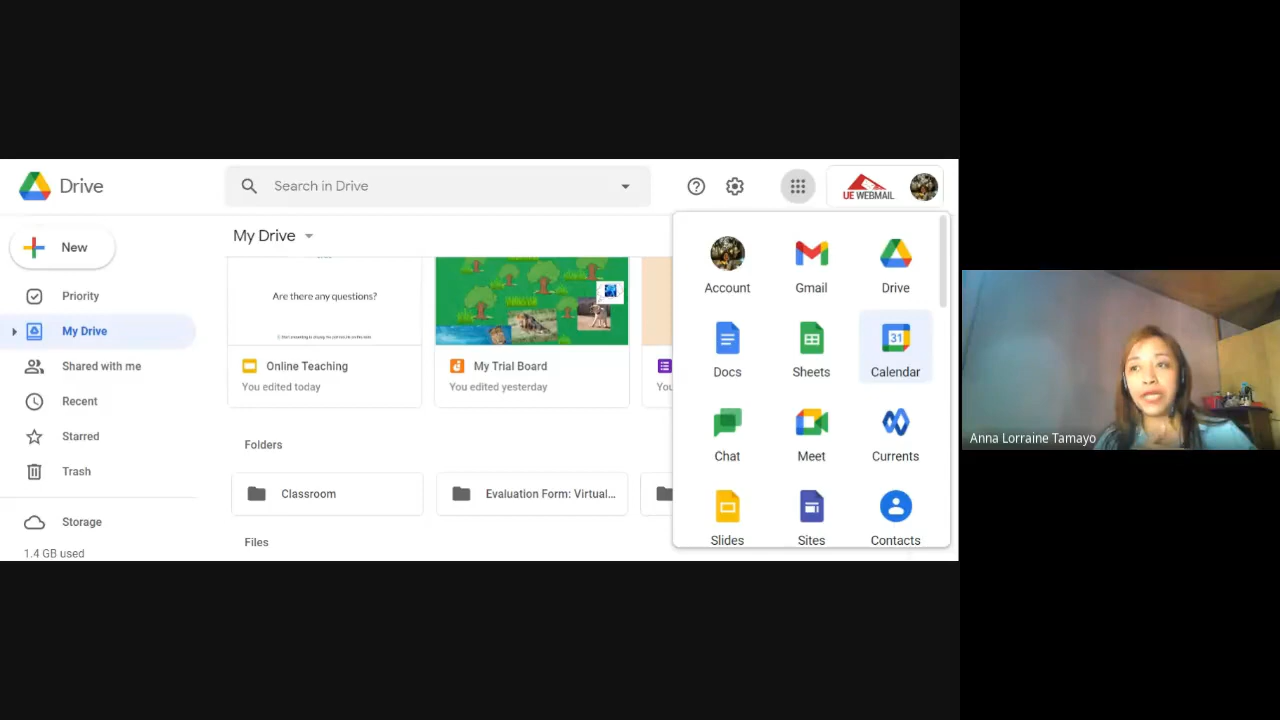 Drive
Search in Drive
UE WEBMAIL
New
My Drive
Priority
My Drive
Shared with me
Recent
Starred
Trash
Storage
1.4 GB used
Are there any questions?
Online Teaching
You edited today
My Trial Board
You edited yesterday
You
Folders
Classroom
Evaluation Form: Virtual...
Files
Account
Gmail
Drive
Docs
Sheets
31
Calendar
Chat
Meet
Currents
Slides
Sites
Contacts
Anna Lorraine Tamayo